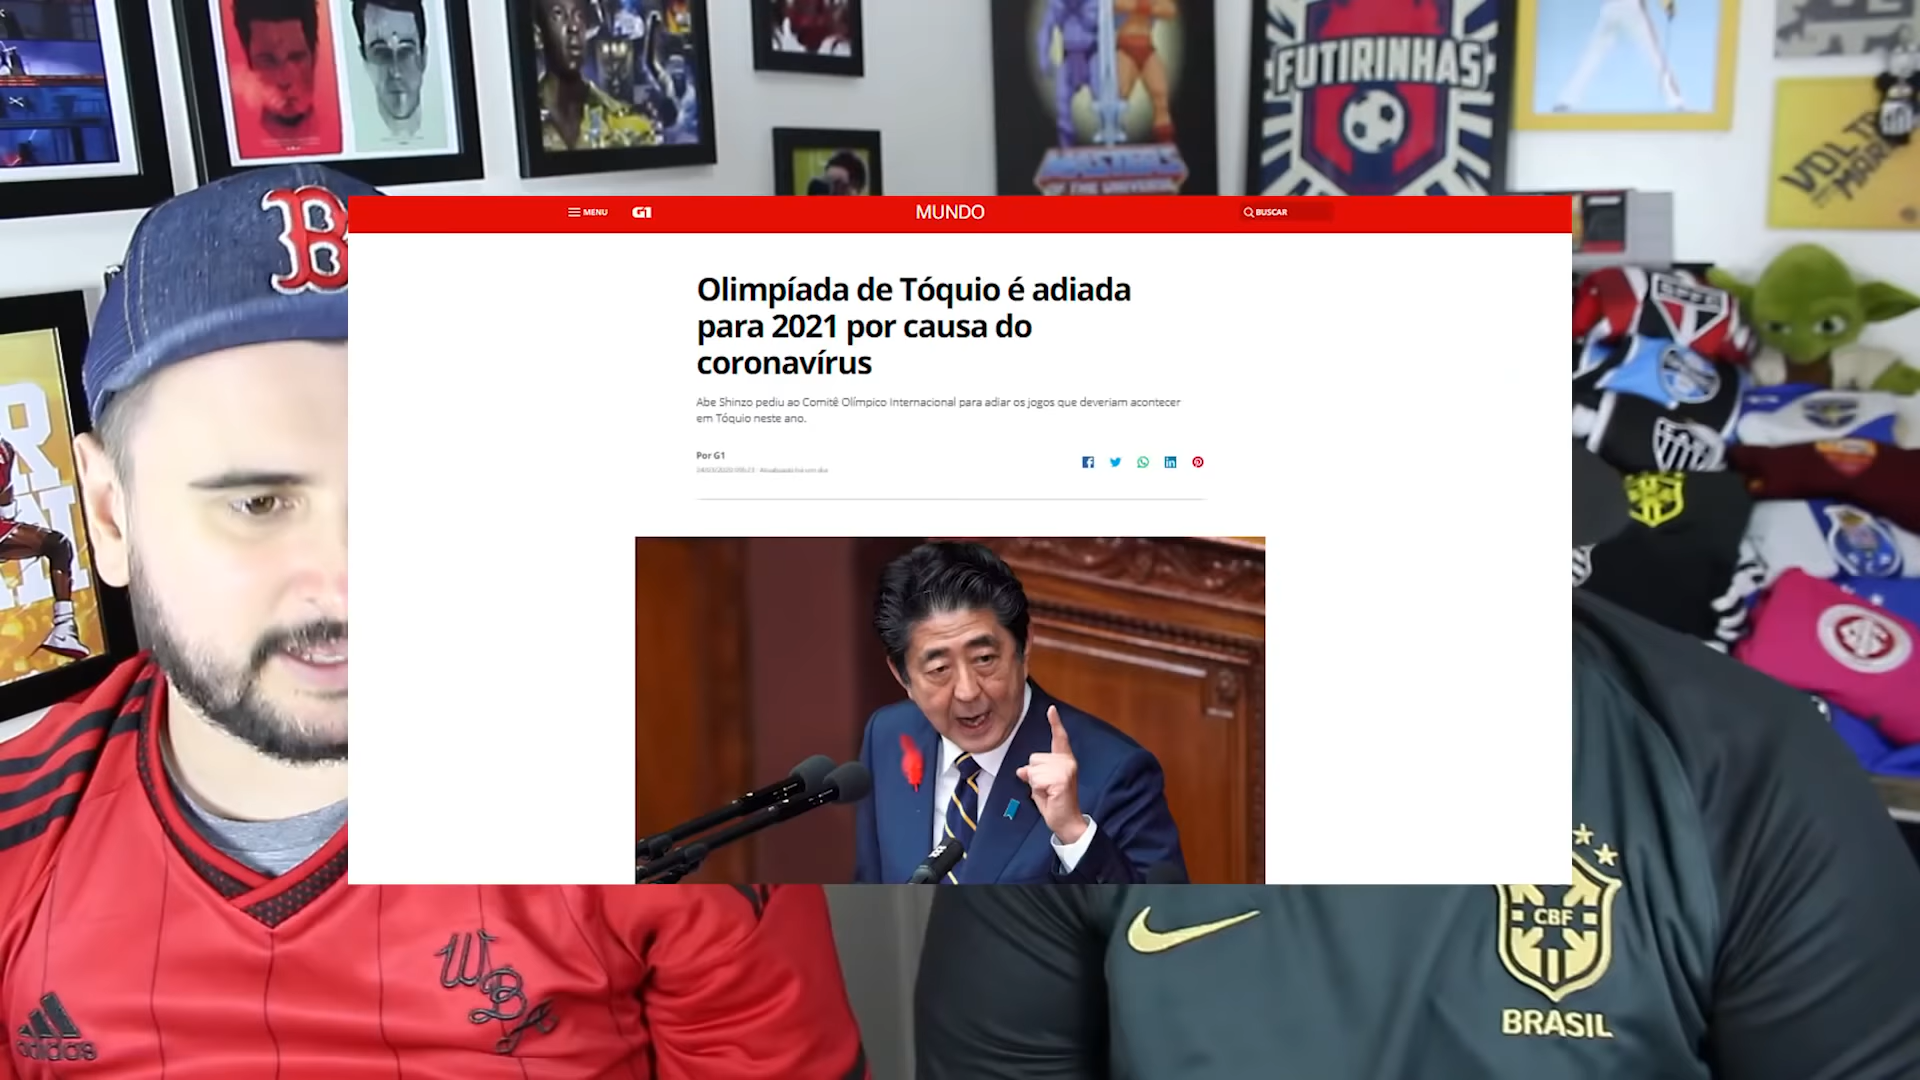 FUTIRINHAS
MASTERS
OF THE UNIVERSE
B
MENU
G1
MUNDO
BUSCAR
SPFC
Olimpíada de Tóquio é adiada
para 2021 por causa do
coronavírus
Abe Shinzo pediu ao Comitê Olímpico Internacional para adiar os jogos que deveriam acontecer
em Tóquio neste ano.
Por G1
WBA
adidas
CBF
BRASIL